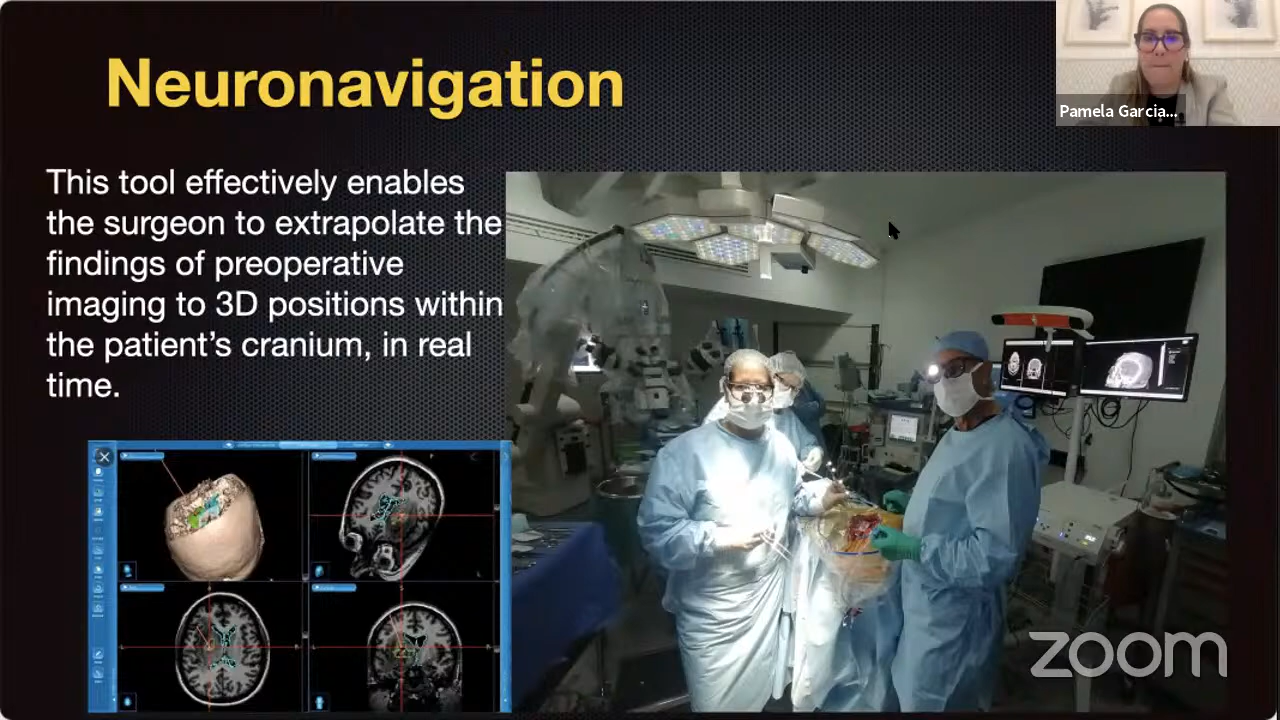 Neuronavigation
Pamela Garcia...
This tool effectively enables
the surgeon to extrapolate the
findings of preoperative
imaging to 3D positions within
the patient’s cranium, in real
time.
zoom